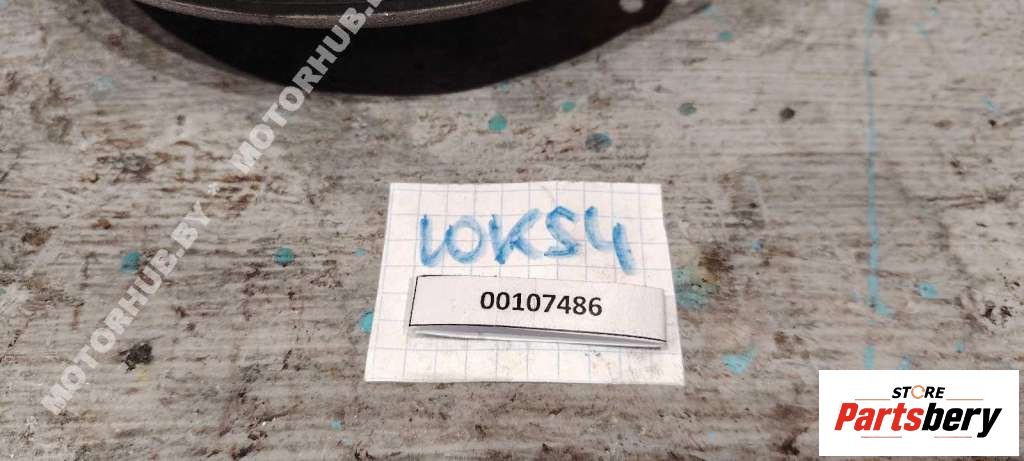 MOTORHUB.BY * MOTORHUB.BY
10KS4
00107486
STORE
Partsbery